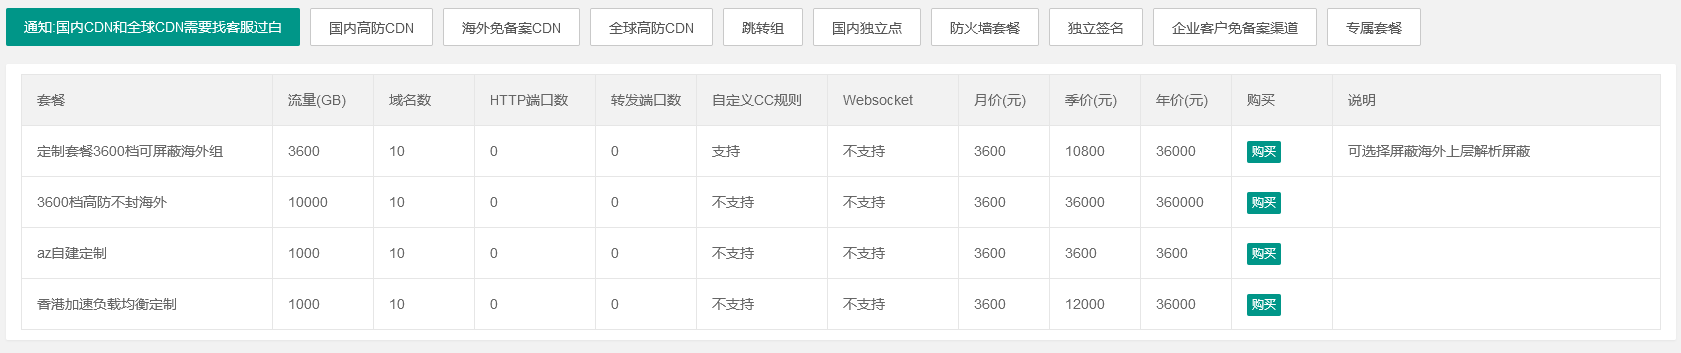 通知:国内CDN和全球CDN需要找客服过白 国内高防CDN 海外免备案CDN 全球高防CDN 跳转组 国内独立点 防火墙套餐 独立签名 企业客户免备案渠道 专属套餐
套餐 流量(GB) 域名数 HTTP端口数 转发端口数 自定义CC规则 Websocket 月价(元) 季价(元) 年价(元) 购买 说明
定制套餐3600档可屏蔽海外组 3600 10 0 0 支持 不支持 3600 10800 36000 购买 可选择屏蔽海外上层解析屏蔽
3600档高防不封海外 10000 10 0 0 不支持 不支持 3600 36000 360000 购买
az自建定制 1000 10 0 0 不支持 不支持 3600 3600 3600 购买
香港加速负载均衡定制 1000 10 0 0 不支持 不支持 3600 12000 36000 购买